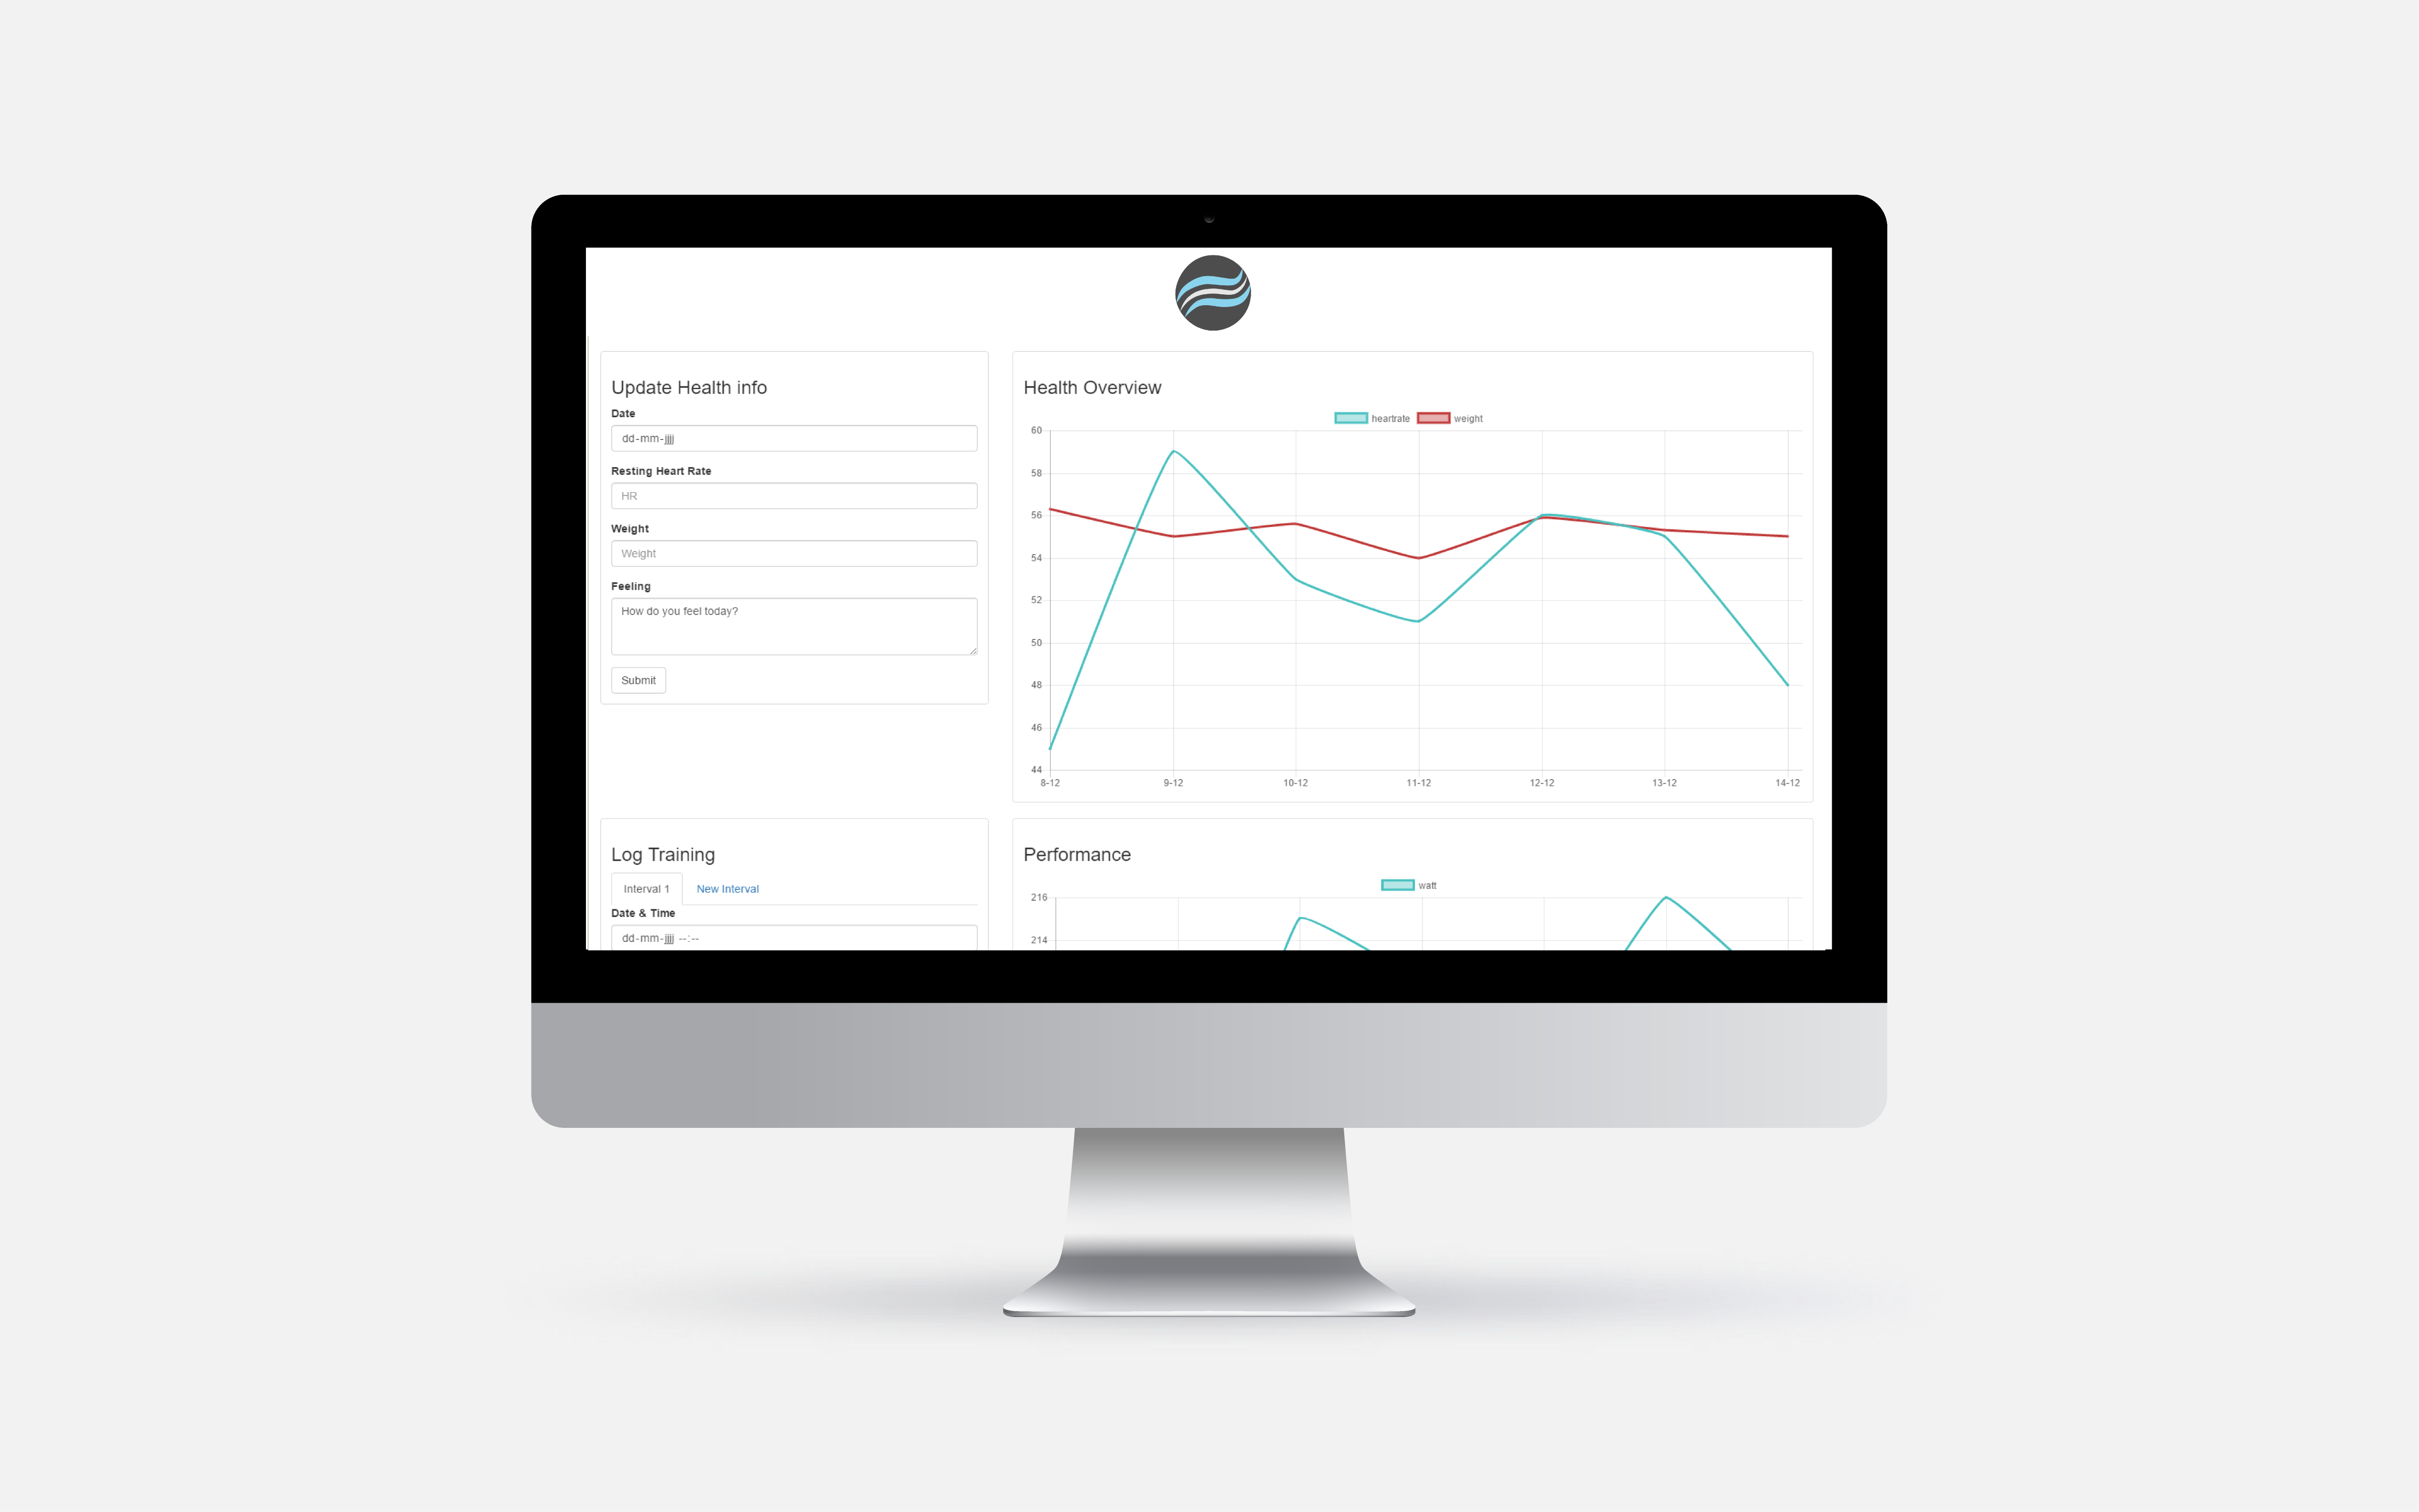 Update Health info
Date
dd-mm-jjjj
Resting Heart Rate
HR
Weight
Weight
Feeling
How do you feel today?
Submit
Health Overview
heartrate weight
60
58
56
54
52
50
48
46
44
8-12 9-12 10-12 11-12 12-12 13-12 14-12
Log Training
Interval 1 New Interval
Date & Time
dd-mm-jjjj --:--
Performance
watt
216
214